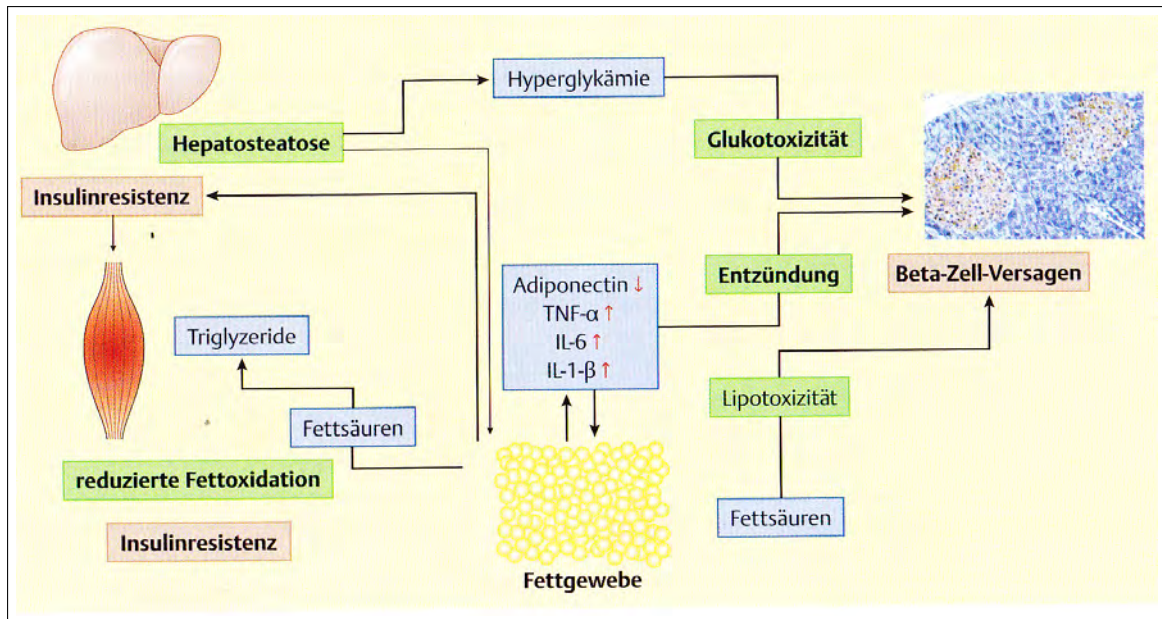 Hyperglykämie
Hepatosteatose
Glukotoxizität
Insulinresistenz
Entzündung
Beta-Zell-Versagen
Adiponectin ↓
TNF-α ↑
IL-6 ↑
IL-1-β ↑
Triglyzeride
Fettsäuren
Lipotoxizität
reduzierte Fettoxidation
Insulinresistenz
Fettsäuren
Fettgewebe